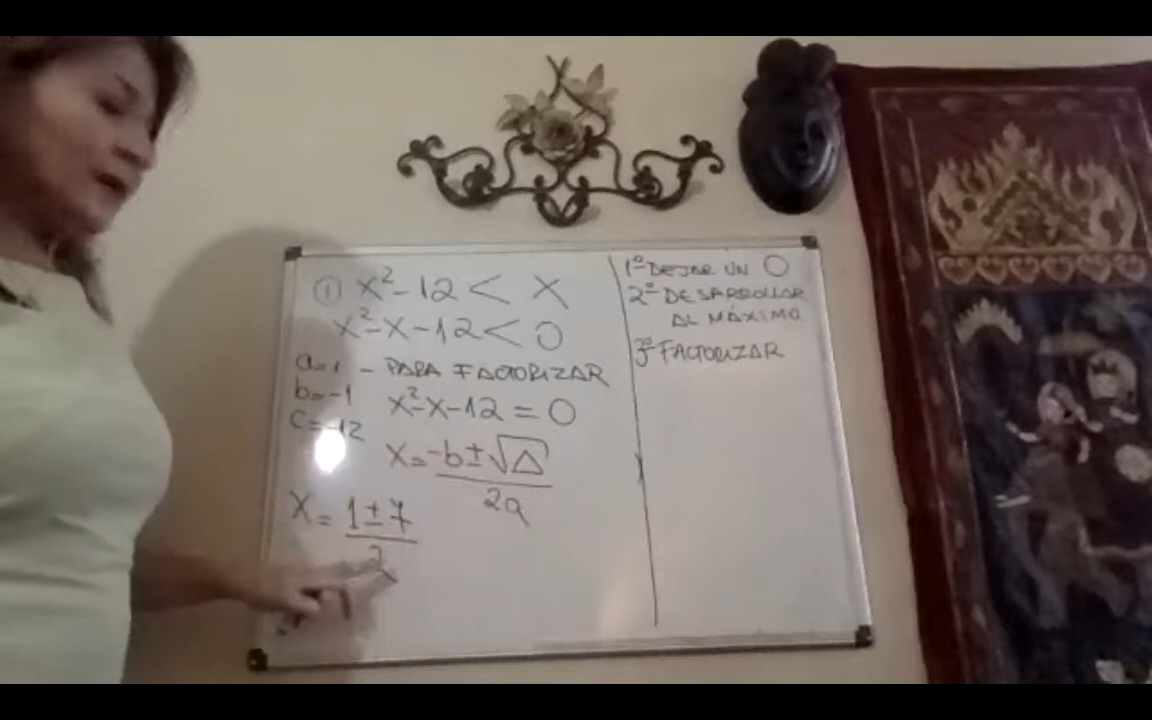 ① x²-12 < x
x²-x-12 < 0
a=1 - PARA FACTORIZAR
b=-1
x²-x-12=0
c=-12
x = -b±√Δ / 2a
x = 1±7 / 2
1º- DEJAR UN 0
2º- DESARROLLAR
AL MÁXIMO
3º- FACTORIZAR